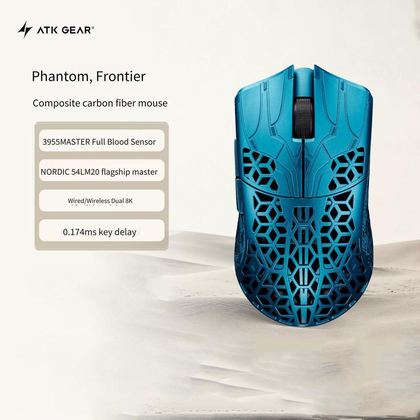 ATK GEAR®
Phantom, Frontier
Composite carbon fiber mouse
3955MASTER Full Blood Sensor
NORDIC 54LM20 flagship master
Wired/Wireless Dual 8K
0.174ms key delay